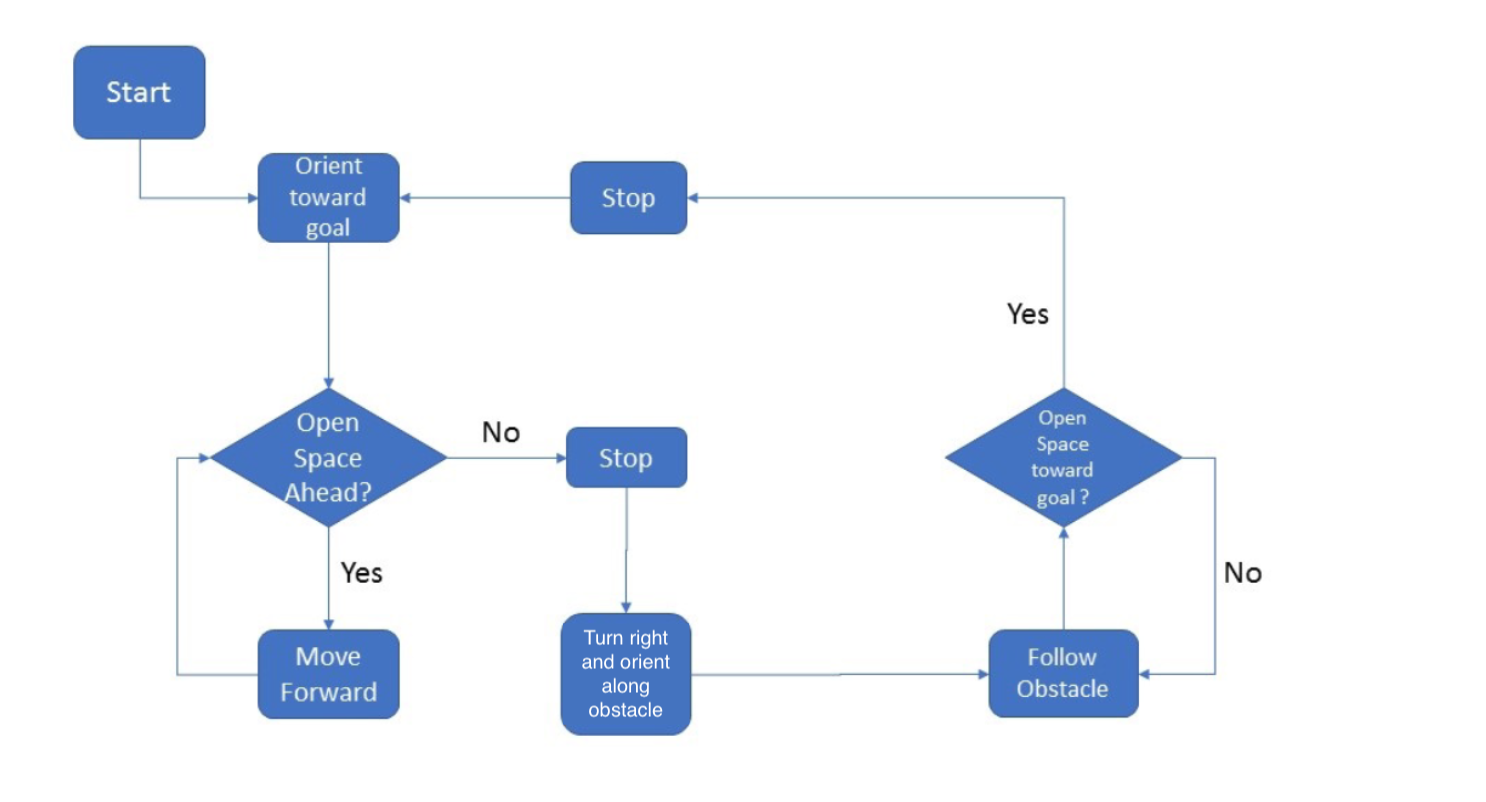 Start
Orient
toward
goal
Stop
Yes
Open
Space
Ahead?
No
Stop
Open
Space
toward
goal ?
Yes
No
Move
Forward
Turn right
and orient
along
obstacle
Follow
Obstacle